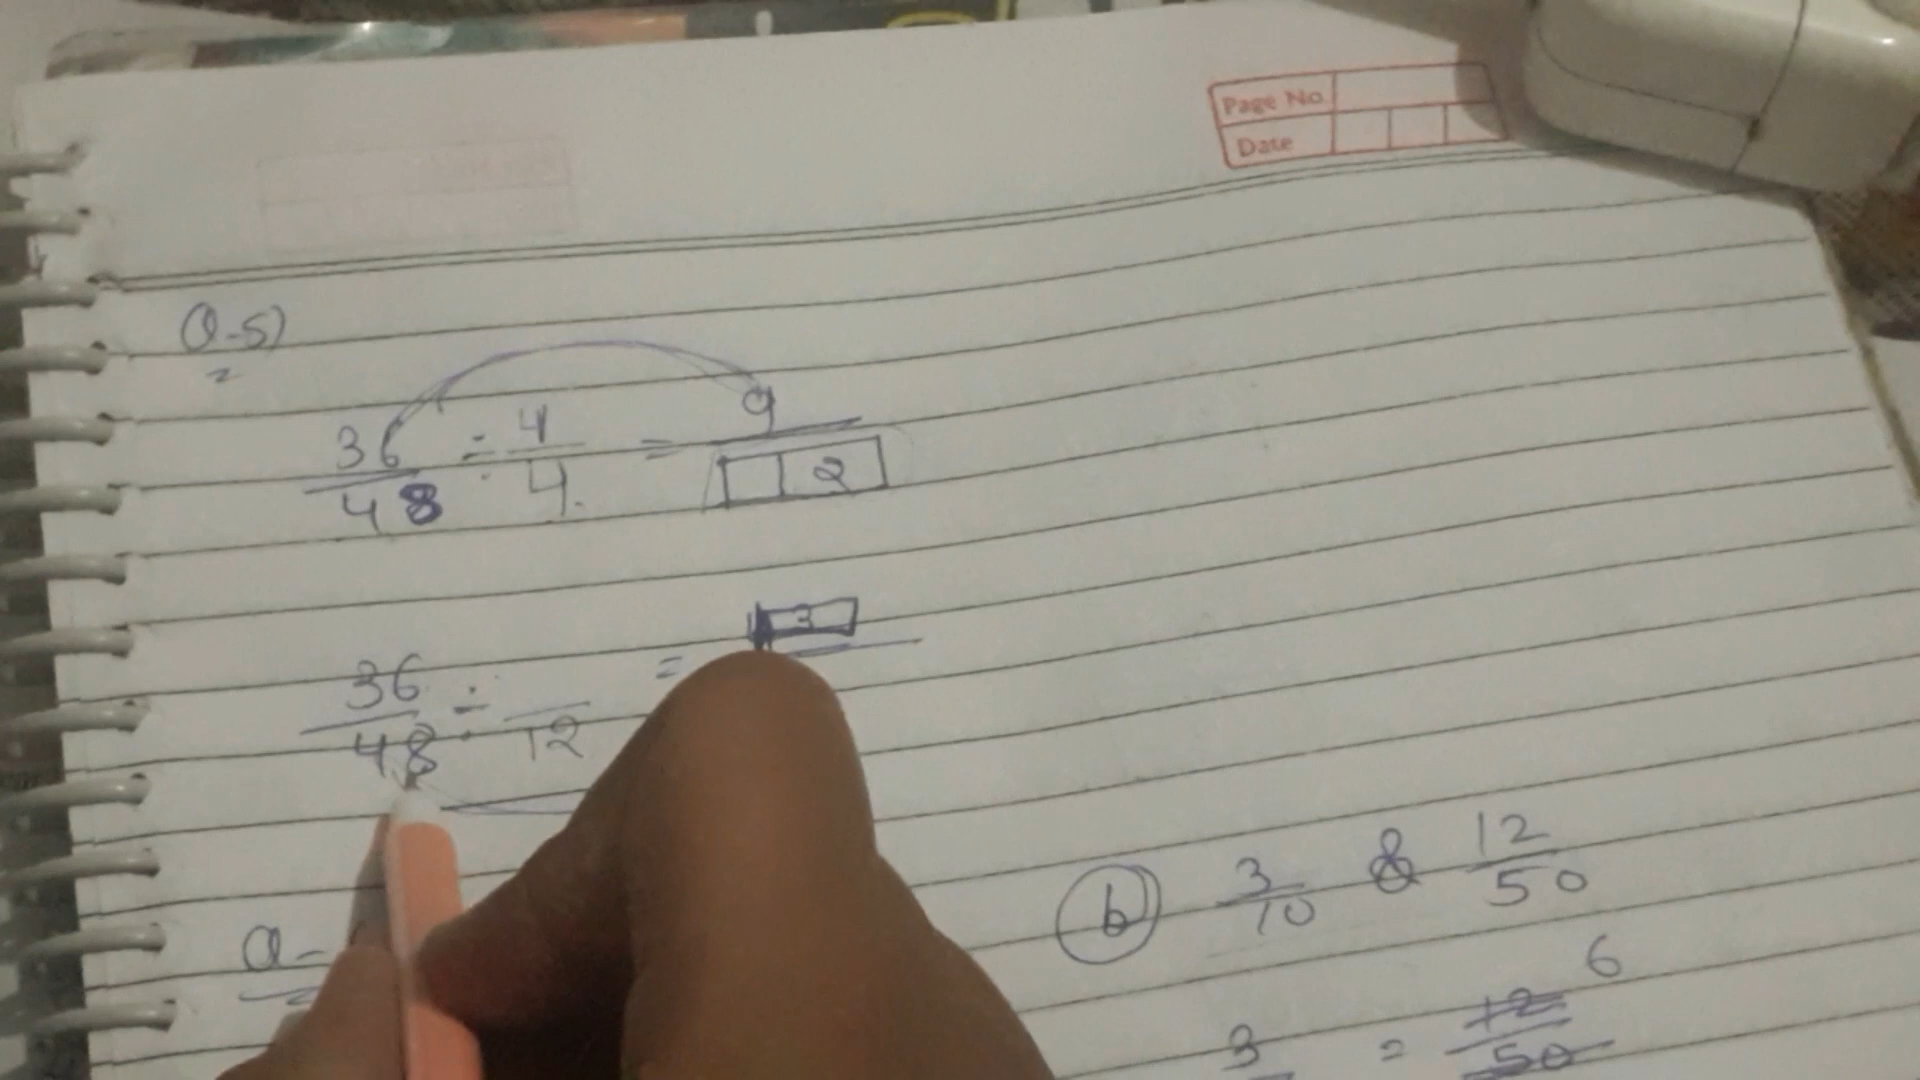 Page No.
Date
Q-5)
36/48 ÷ 4/4 = 9/ 2
36/48 ÷ /12 = 3
Q-
b 3/10 & 12/50
6
3 = 12/50